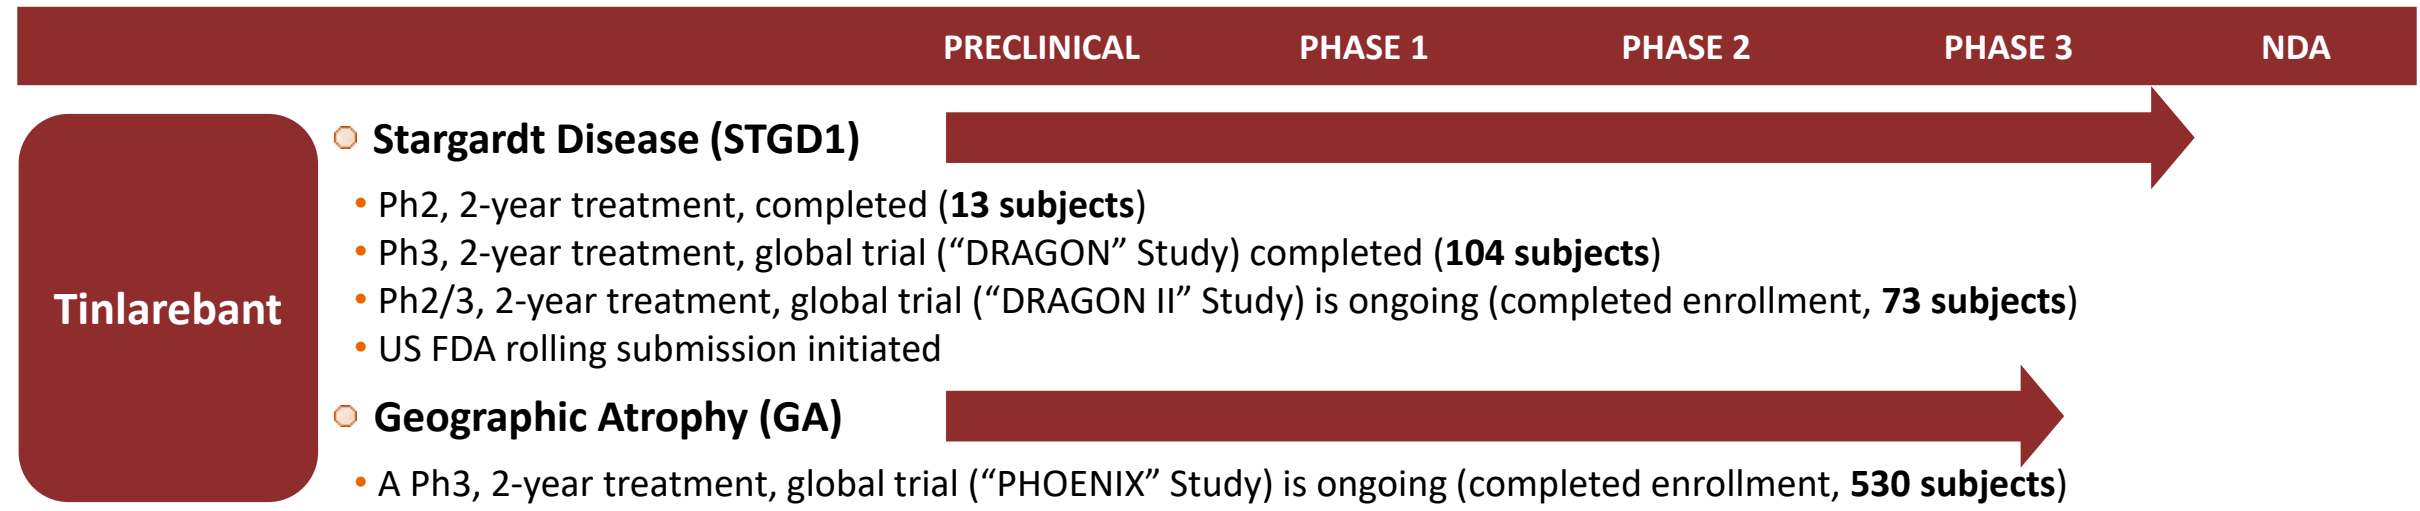 PRECLINICAL PHASE 1 PHASE 2 PHASE 3 NDA
Tinlarebant
Stargardt Disease (STGD1)
• Ph2, 2-year treatment, completed (13 subjects)
• Ph3, 2-year treatment, global trial (“DRAGON” Study) completed (104 subjects)
• Ph2/3, 2-year treatment, global trial (“DRAGON II” Study) is ongoing (completed enrollment, 73 subjects)
• US FDA rolling submission initiated
Geographic Atrophy (GA)
• A Ph3, 2-year treatment, global trial (“PHOENIX” Study) is ongoing (completed enrollment, 530 subjects)